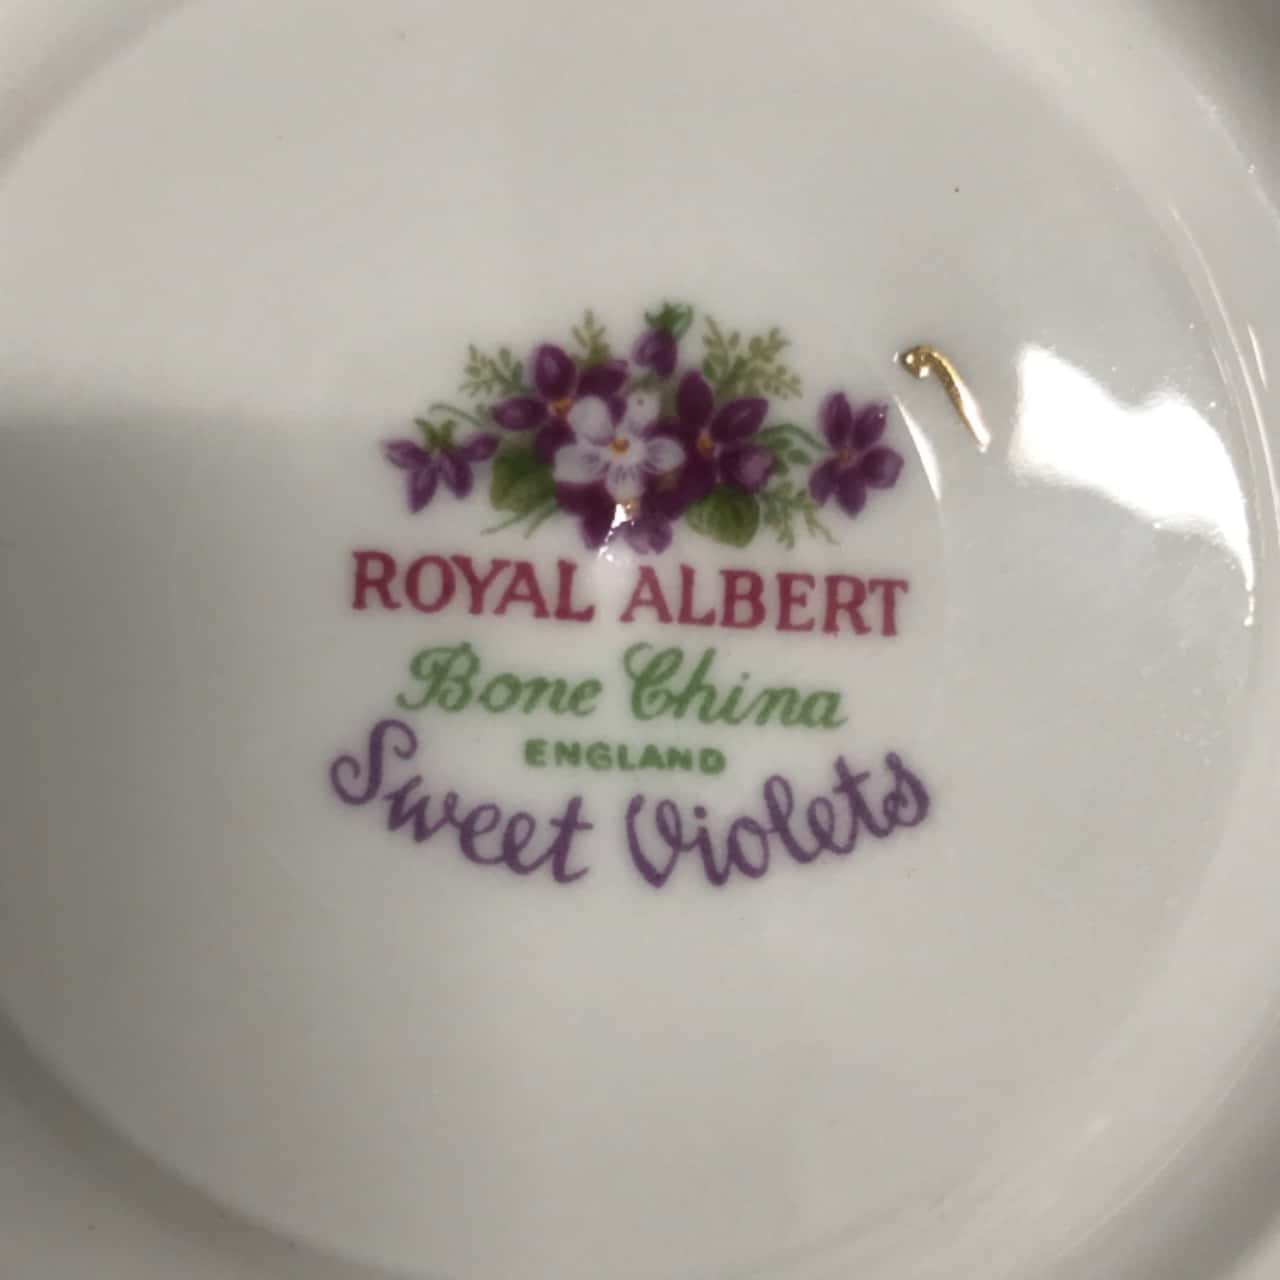 ROYAL ALBERT
Bone China
ENGLAND
Sweet Violets